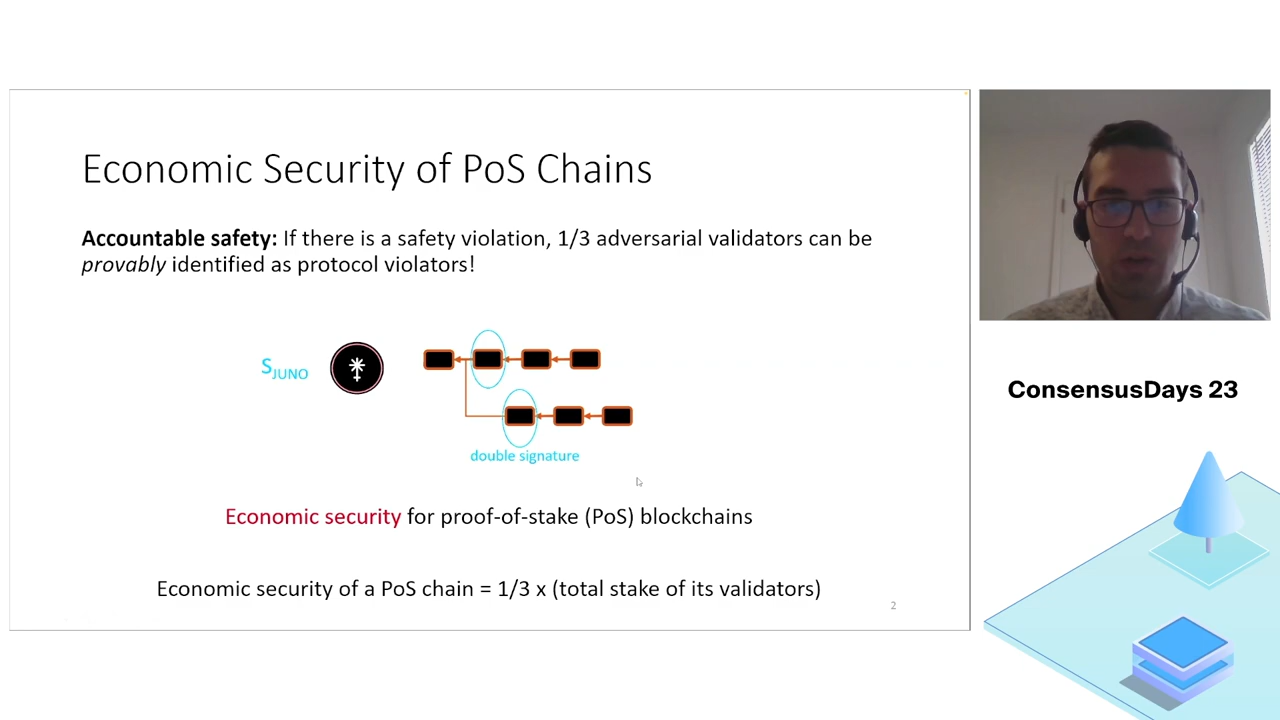 Economic Security of PoS Chains
Accountable safety: If there is a safety violation, 1/3 adversarial validators can be
provably identified as protocol violators!
SJUNO
double signature
Economic security for proof-of-stake (PoS) blockchains
Economic security of a PoS chain = 1/3 x (total stake of its validators)
2
ConsensusDays 23